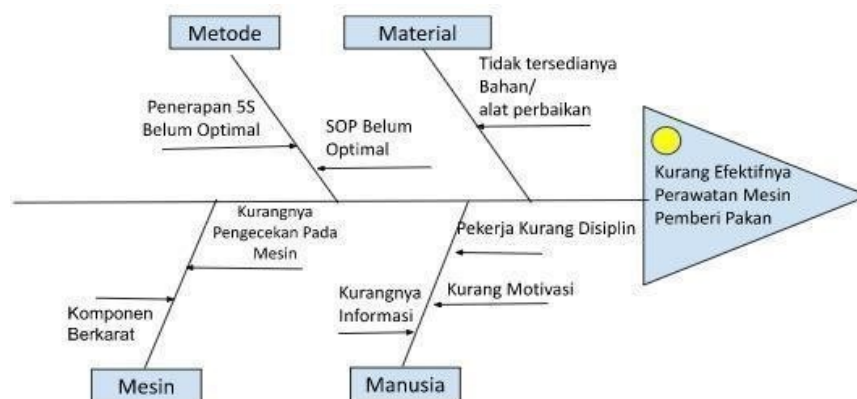 Metode
Material
Penerapan 5S
Belum Optimal
SOP Belum
Optimal
Tidak tersedianya
Bahan/
alat perbaikan
Kurang Efektifnya
Perawatan Mesin
Pemberi Pakan
Kurangnya
Pengecekan Pada
Mesin
Komponen
Berkarat
Pekerja Kurang Disiplin
Kurang Motivasi
Kurangnya
Informasi
Mesin
Manusia